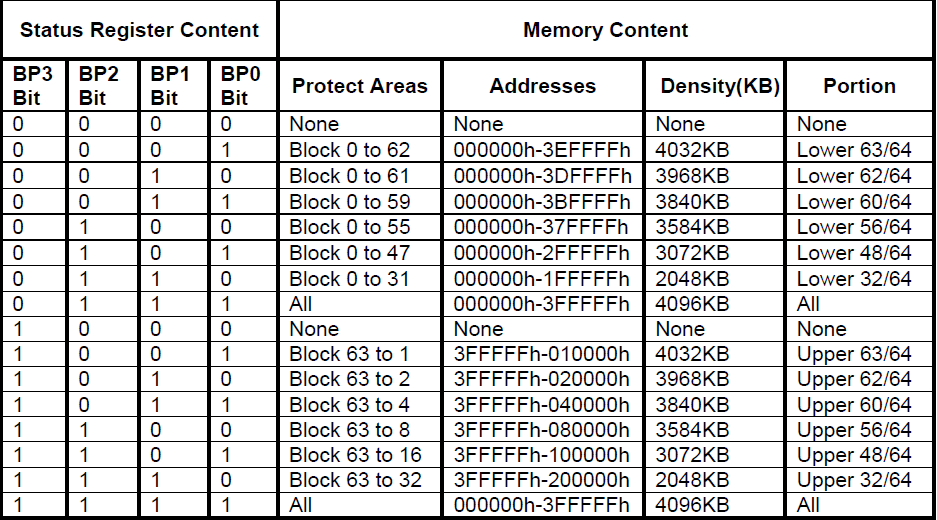 Status Register Content Memory Content
BP3 Bit BP2 Bit BP1 Bit BP0 Bit Protect Areas Addresses Density(KB) Portion
0 0 0 0 None None None None
0 0 0 1 Block 0 to 62 000000h-3EFFFFh 4032KB Lower 63/64
0 0 1 0 Block 0 to 61 000000h-3DFFFFh 3968KB Lower 62/64
0 0 1 1 Block 0 to 59 000000h-3BFFFFh 3840KB Lower 60/64
0 1 0 0 Block 0 to 55 000000h-37FFFFh 3584KB Lower 56/64
0 1 0 1 Block 0 to 47 000000h-2FFFFFh 3072KB Lower 48/64
0 1 1 0 Block 0 to 31 000000h-1FFFFFh 2048KB Lower 32/64
0 1 1 1 All 000000h-3FFFFFh 4096KB All
1 0 0 0 None None None None
1 0 0 1 Block 63 to 1 3FFFFFh-010000h 4032KB Upper 63/64
1 0 1 0 Block 63 to 2 3FFFFFh-020000h 3968KB Upper 62/64
1 0 1 1 Block 63 to 4 3FFFFFh-040000h 3840KB Upper 60/64
1 1 0 0 Block 63 to 8 3FFFFFh-080000h 3584KB Upper 56/64
1 1 0 1 Block 63 to 16 3FFFFFh-100000h 3072KB Upper 48/64
1 1 1 0 Block 63 to 32 3FFFFFh-200000h 2048KB Upper 32/64
1 1 1 1 All 000000h-3FFFFFh 4096KB All